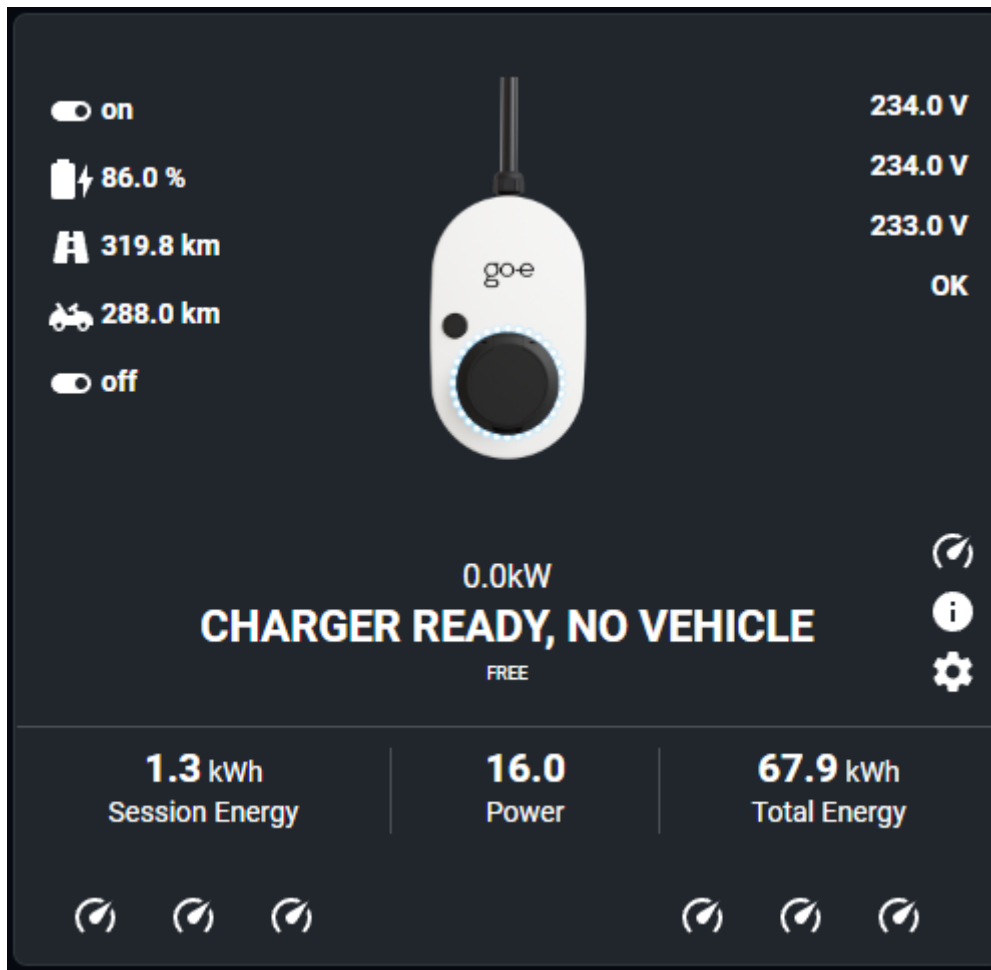 on
86.0 %
319.8 km
288.0 km
off
go-e
234.0 V
234.0 V
233.0 V
OK
0.0kW
CHARGER READY, NO VEHICLE
FREE
1.3 kWh
Session Energy
16.0
Power
67.9 kWh
Total Energy